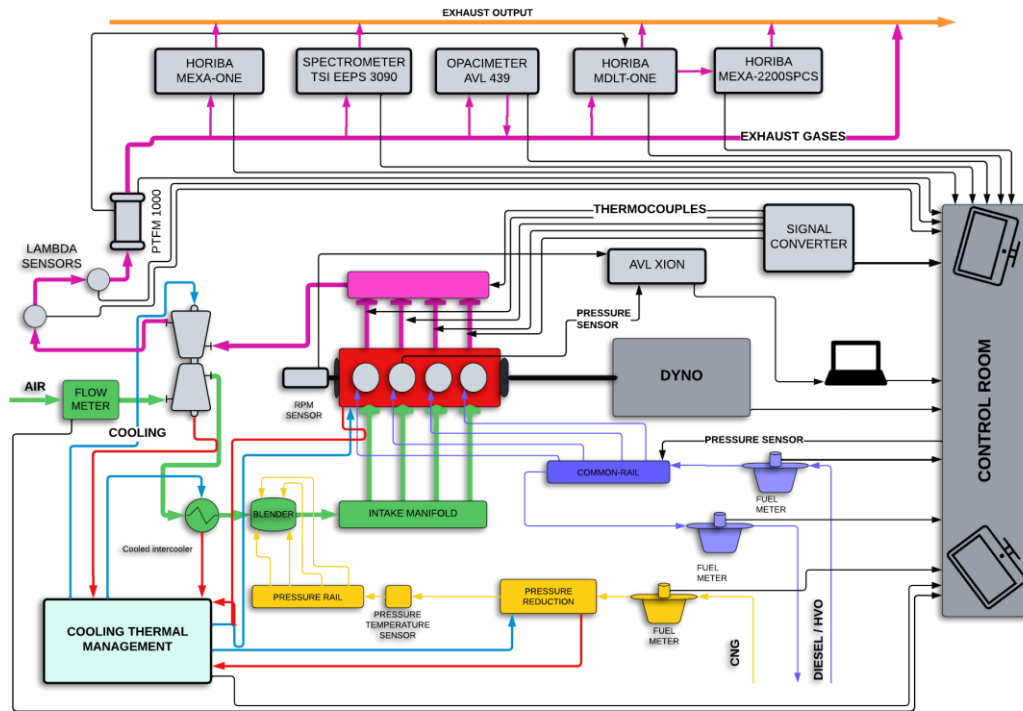 EXHAUST OUTPUT
HORIBA
MEXA-ONE
SPECTROMETER
TSI EEPS 3090
OPACIMETER
AVL 439
HORIBA
MDLT-ONE
HORIBA
MEXA-2200SPCS
EXHAUST GASES
PTFM 1000
LAMBDA
SENSORS
THERMOCOUPLES
SIGNAL
CONVERTER
AVL XION
PRESSURE
SENSOR
AIR
FLOW
METER
RPM
SENSOR
DYNO
CONTROL ROOM
COOLING
PRESSURE SENSOR
COMMON-RAIL
FUEL
METER
BLENDER
INTAKE MANIFOLD
Cooled intercooler
FUEL
METER
PRESSURE RAIL
PRESSURE
TEMPERATURE
SENSOR
PRESSURE
REDUCTION
FUEL
METER
CNG
DIESEL / HVO
COOLING THERMAL
MANAGEMENT